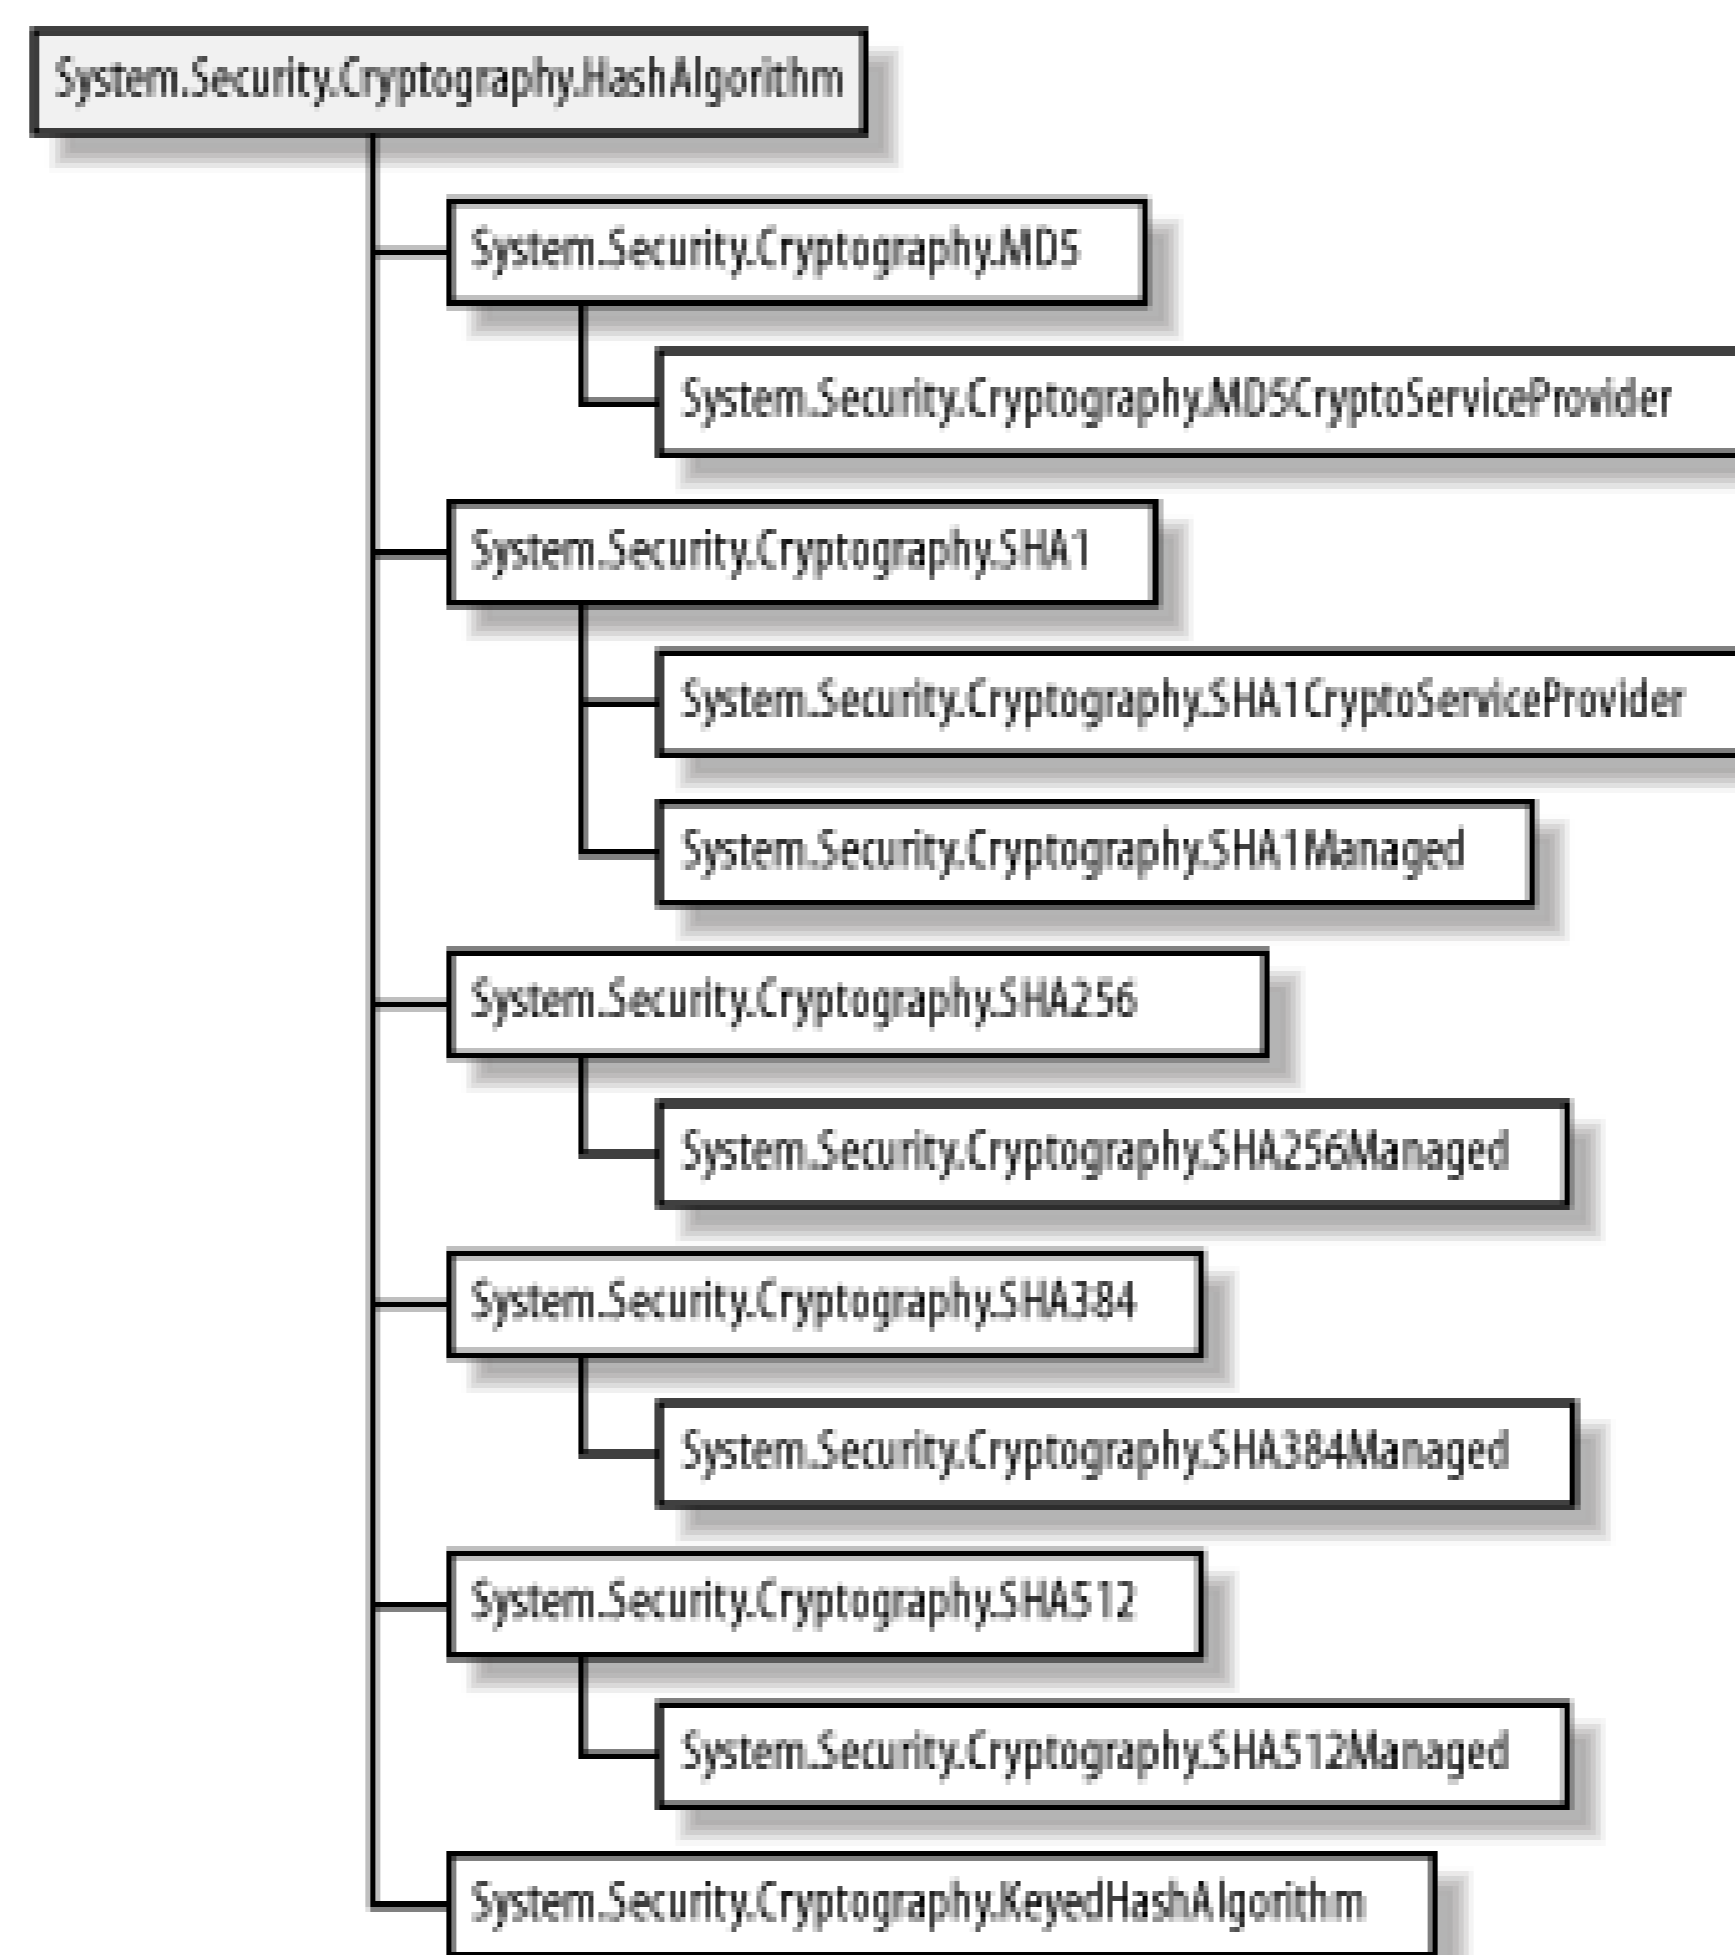 System.Security.Cryptography.HashAlgorithm
System.Security.Cryptography.MD5
System.Security.Cryptography.MD5CryptoServiceProvider
System.Security.Cryptography.SHA1
System.Security.Cryptography.SHA1CryptoServiceProvider
System.Security.Cryptography.SHA1Managed
System.Security.Cryptography.SHA256
System.Security.Cryptography.SHA256Managed
System.Security.Cryptography.SHA384
System.Security.Cryptography.SHA384Managed
System.Security.Cryptography.SHA512
System.Security.Cryptography.SHA512Managed
System.Security.Cryptography.KeyedHashAlgorithm